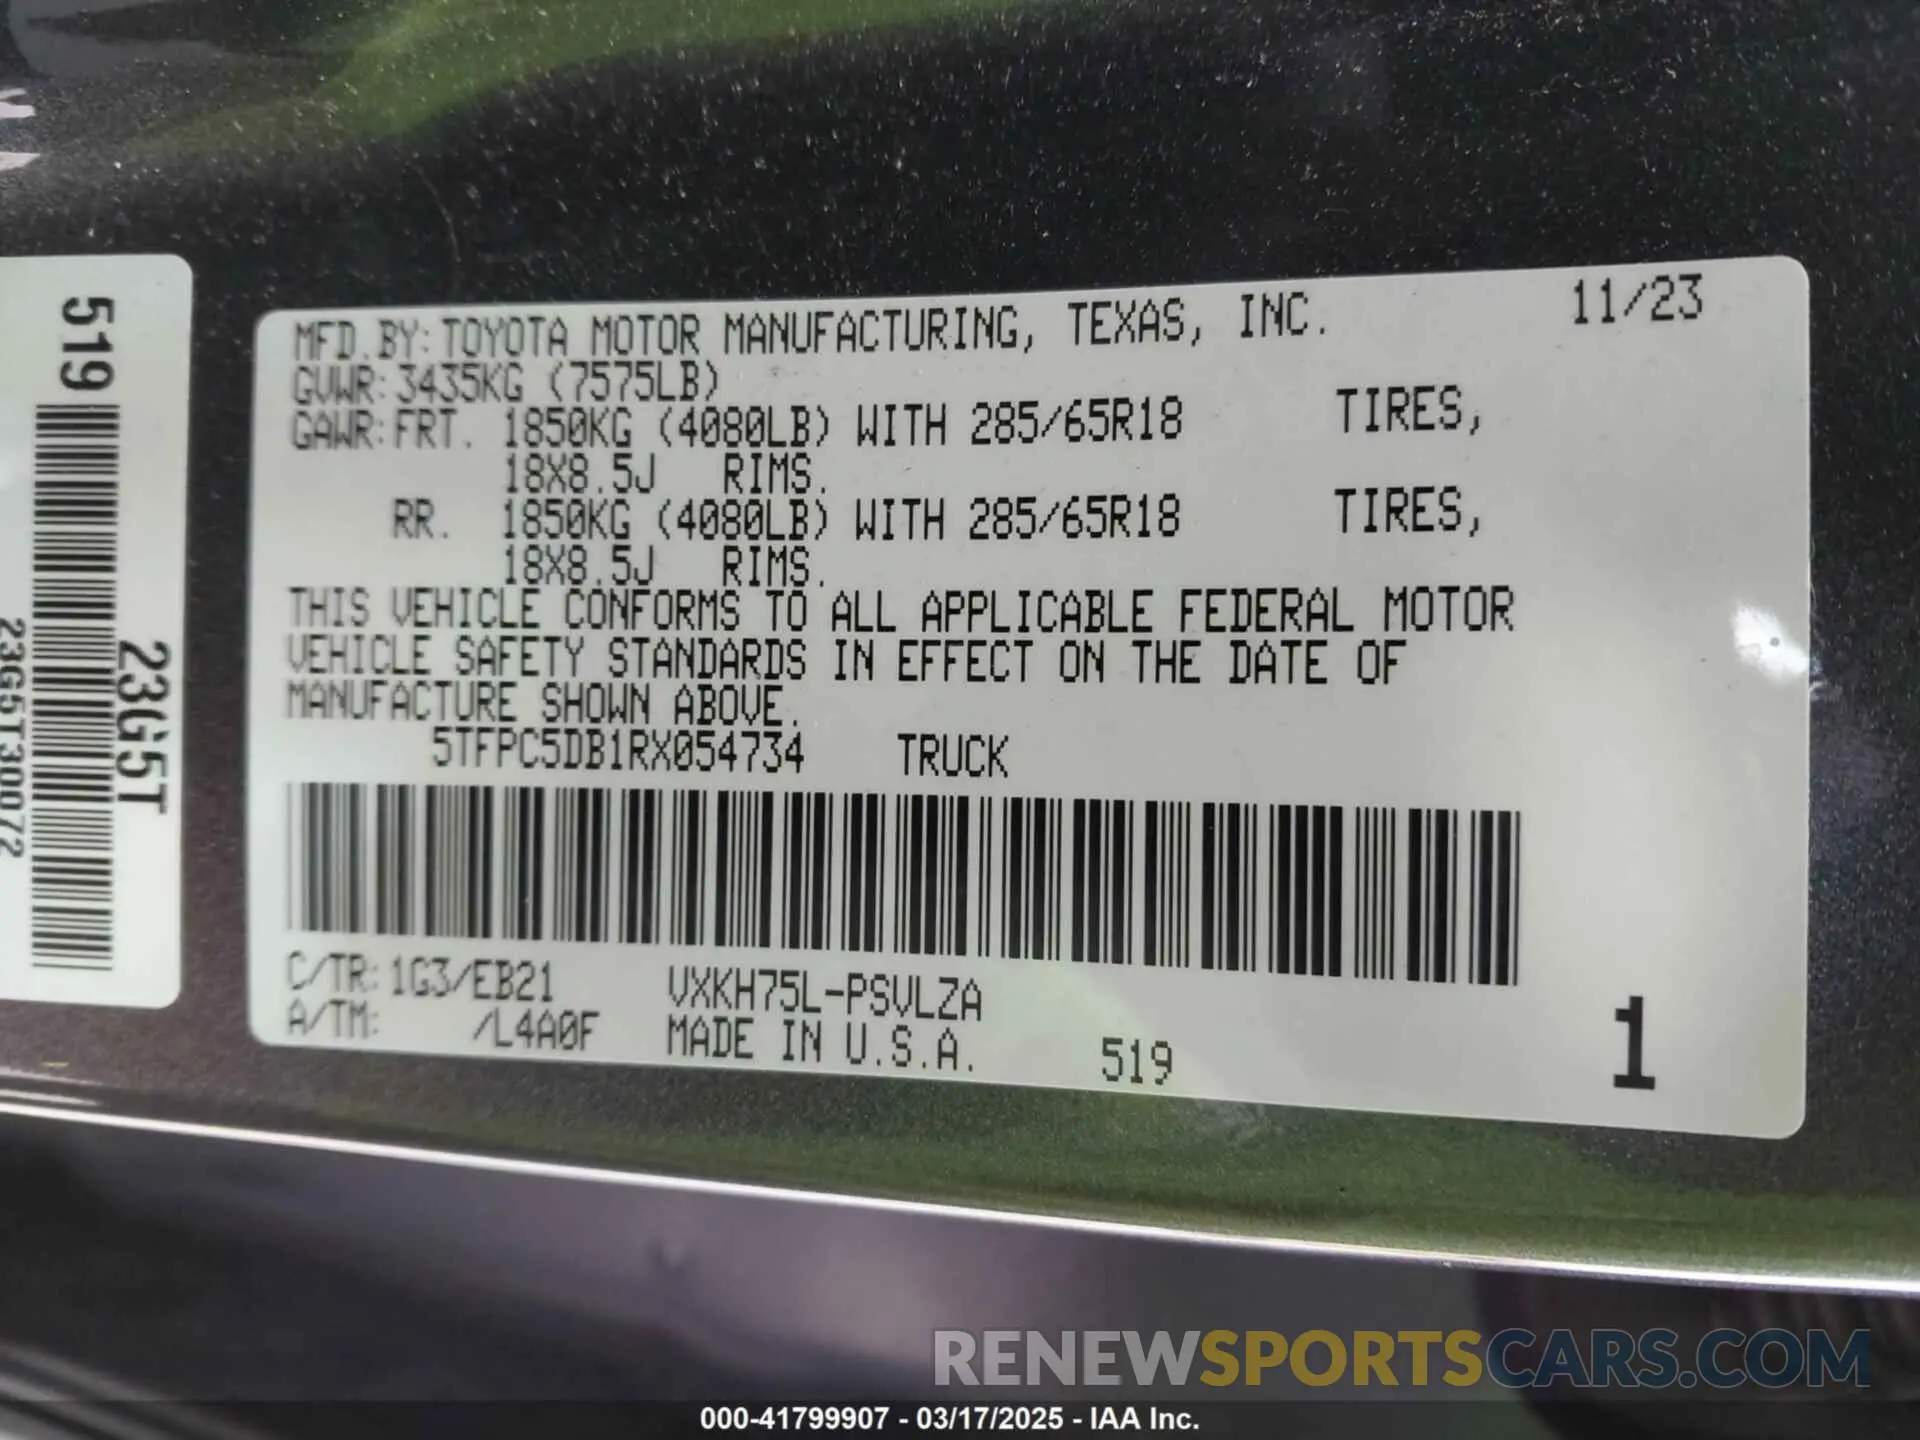 519
23G5T
23G5T30072
MFD. BY: TOYOTA MOTOR MANUFACTURING, TEXAS, INC. 11/23
GVWR: 3435KG (7575LB)
GAWR: FRT. 1850KG (4080LB) WITH 285/65R18 TIRES,
18X8.5J RIMS.
RR. 1850KG (4080LB) WITH 285/65R18 TIRES,
18X8.5J RIMS.
THIS VEHICLE CONFORMS TO ALL APPLICABLE FEDERAL MOTOR
VEHICLE SAFETY STANDARDS IN EFFECT ON THE DATE OF
MANUFACTURE SHOWN ABOVE.
5TFPC5DB1RX054734 TRUCK
C/TR: 1G3/EB21 VXKH75L-PSVLZA
A/TM: /L4A0F MADE IN U.S.A. 519 1
RENEWSPORTSCARS.COM
000-41799907 - 03/17/2025 - IAA Inc.